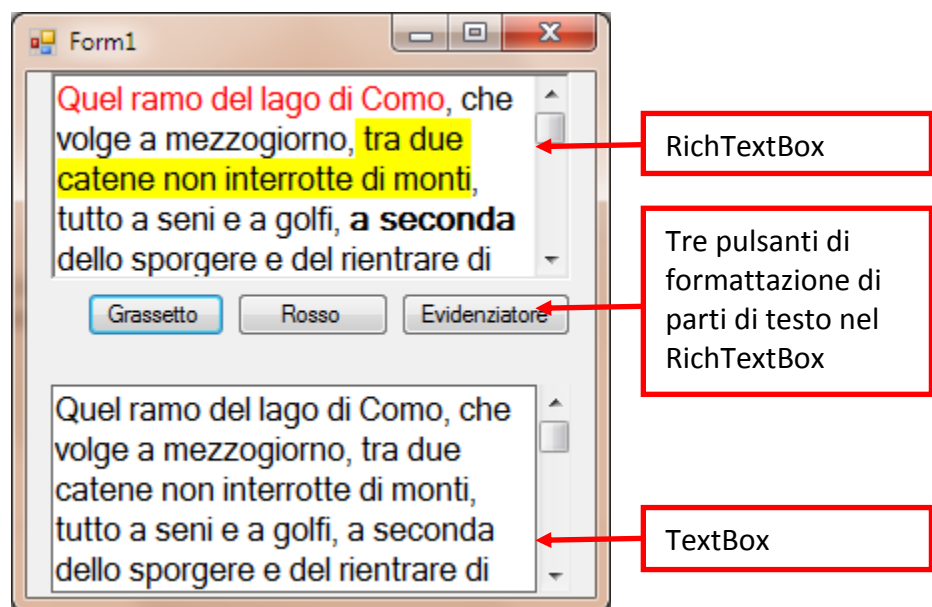 Form1
Quel ramo del lago di Como, che
volge a mezzogiorno, tra due
catene non interrotte di monti,
tutto a seni e a golfi, a seconda
dello sporgere e del rientrare di
RichTextBox
Grassetto Rosso Evidenziatore
Tre pulsanti di
formattazione di
parti di testo nel
RichTextBox
Quel ramo del lago di Como, che
volge a mezzogiorno, tra due
catene non interrotte di monti,
tutto a seni e a golfi, a seconda
dello sporgere e del rientrare di
TextBox